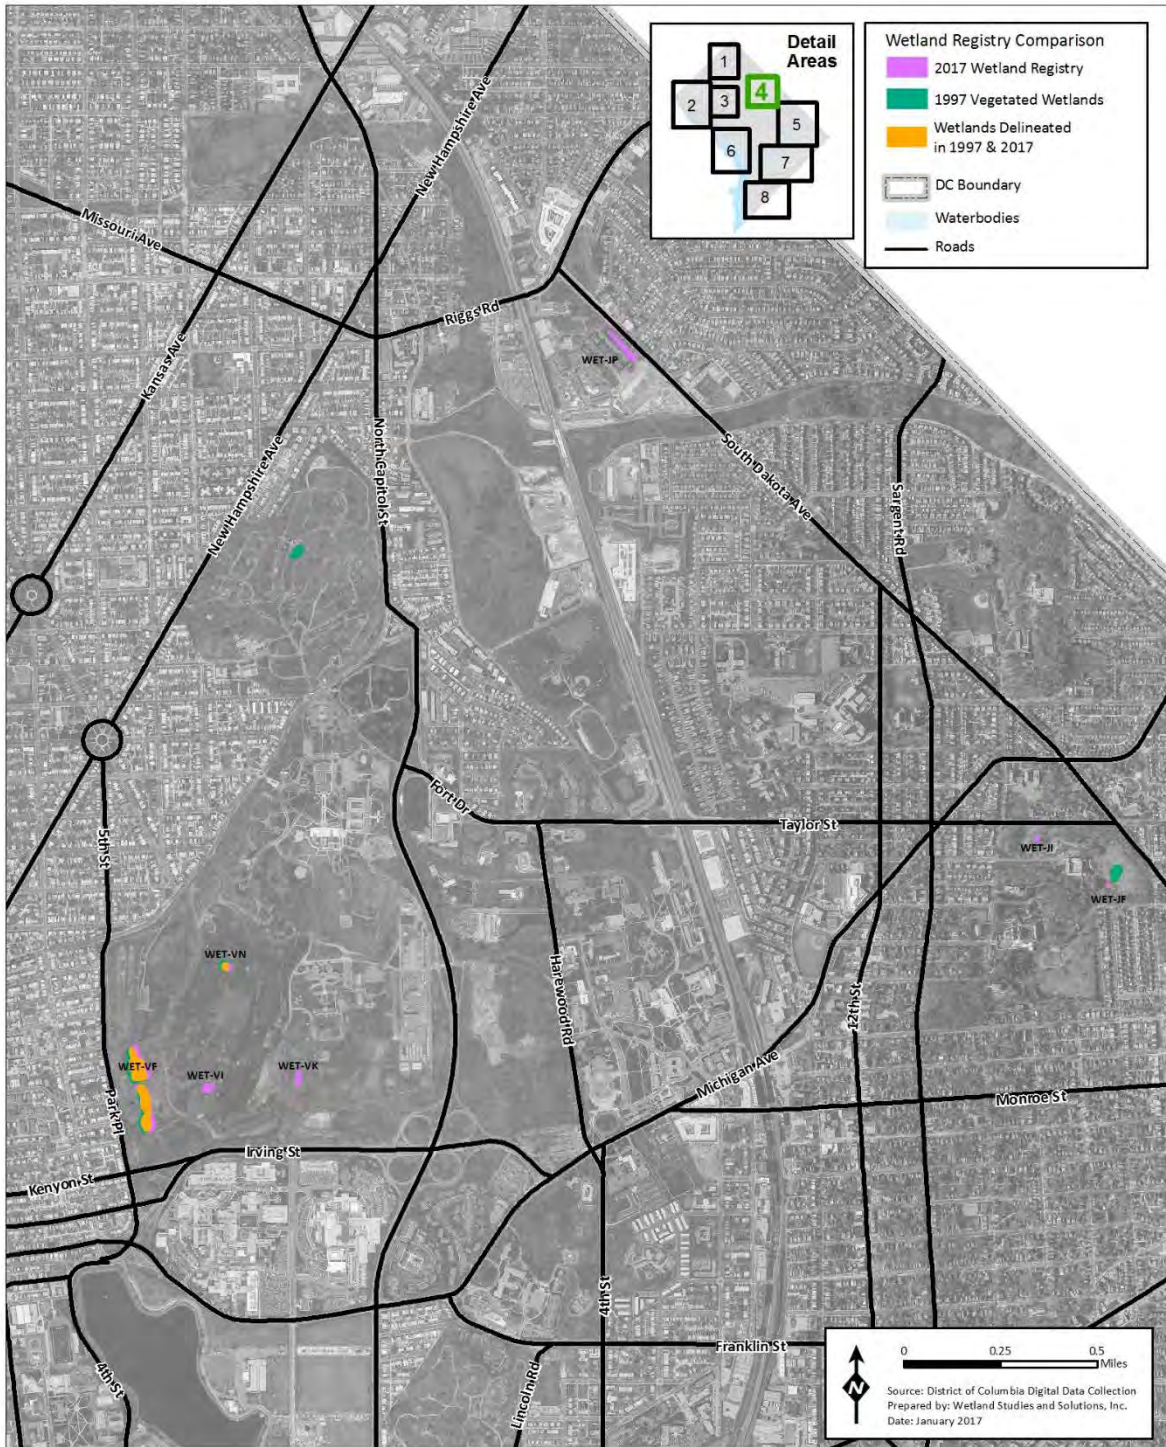 Detail
Areas
1
2
3
4
5
6
7
8
Wetland Registry Comparison
2017 Wetland Registry
1997 Vegetated Wetlands
Wetlands Delineated
in 1997 & 2017
DC Boundary
Waterbodies
Roads
New Hampshire Ave
Missouri Ave
Riggs Rd
Kansas Ave
WET-JP
North Capitol St
New Hampshire Ave
South Dakota Ave
Sargent Rd
Fort Dr
Taylor St
5th St
WET-JI
WET-JF
WET-VN
Harewood Rd
12th St
WET-VF
WET-VI
WET-VK
Michigan Ave
Park Pl
Monroe St
Irving St
Kenyon St
4th St
Franklin St
4th St
Lincoln Rd
N
0 0.25 0.5
Miles
Source: District of Columbia Digital Data Collection
Prepared by: Wetland Studies and Solutions, Inc.
Date: January 2017